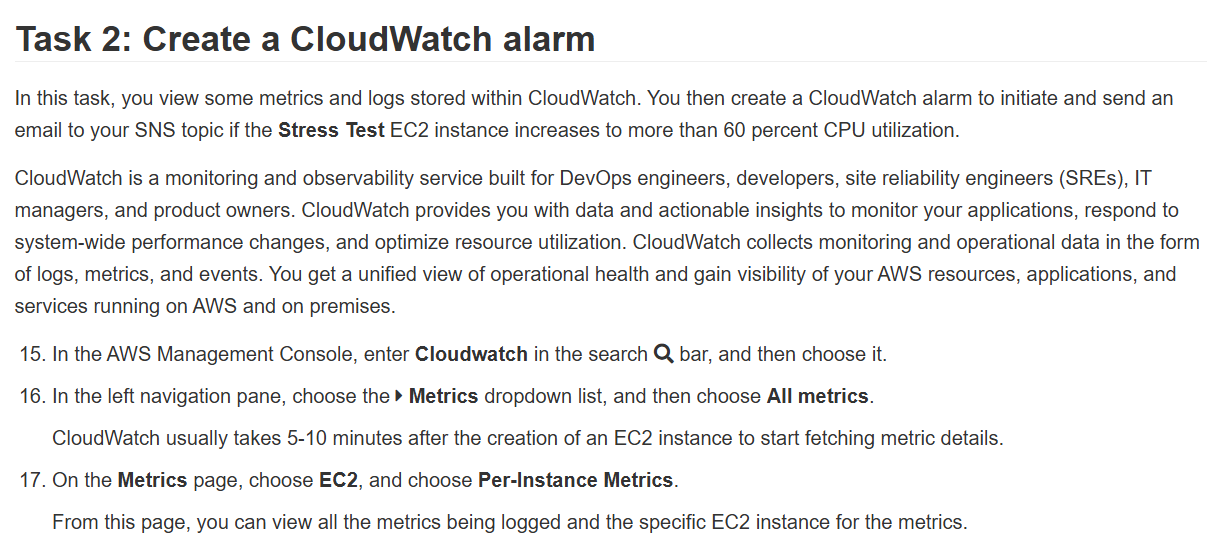 Task 2: Create a CloudWatch alarm
In this task, you view some metrics and logs stored within CloudWatch. You then create a CloudWatch alarm to initiate and send an
email to your SNS topic if the Stress Test EC2 instance increases to more than 60 percent CPU utilization.
CloudWatch is a monitoring and observability service built for DevOps engineers, developers, site reliability engineers (SREs), IT
managers, and product owners. CloudWatch provides you with data and actionable insights to monitor your applications, respond to
system-wide performance changes, and optimize resource utilization. CloudWatch collects monitoring and operational data in the form
of logs, metrics, and events. You get a unified view of operational health and gain visibility of your AWS resources, applications, and
services running on AWS and on premises.
15. In the AWS Management Console, enter Cloudwatch in the search bar, and then choose it.
16. In the left navigation pane, choose the Metrics dropdown list, and then choose All metrics.
CloudWatch usually takes 5-10 minutes after the creation of an EC2 instance to start fetching metric details.
17. On the Metrics page, choose EC2, and choose Per-Instance Metrics.
From this page, you can view all the metrics being logged and the specific EC2 instance for the metrics.